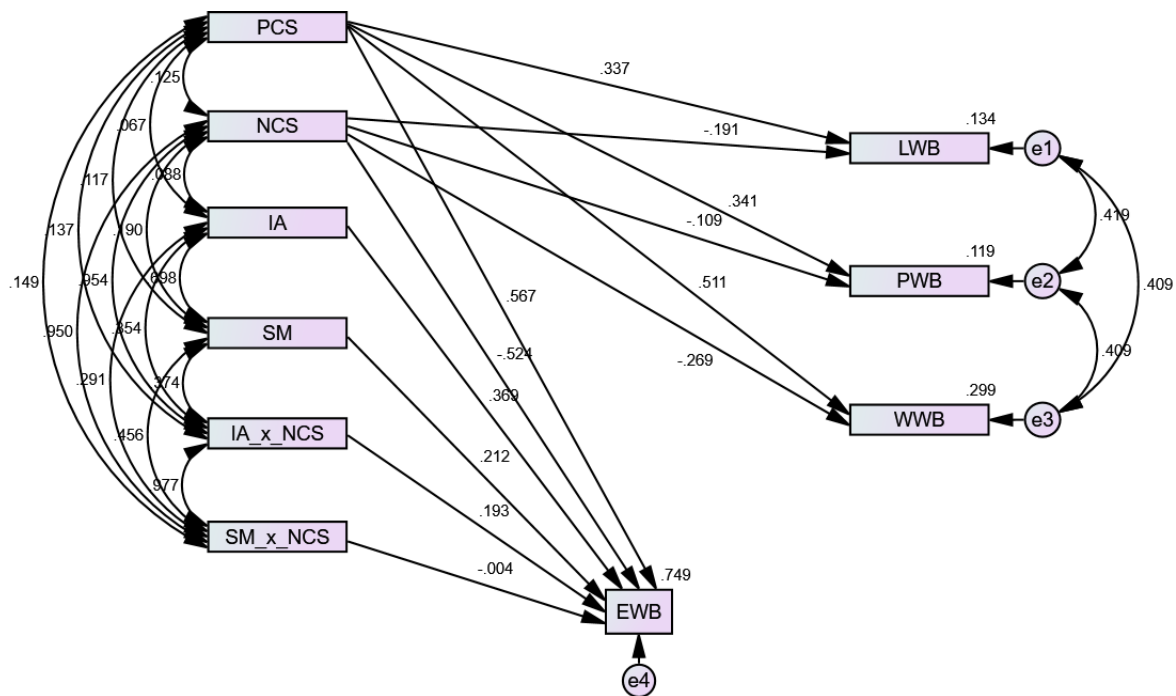 PCS
.337
.125
.134
NCS
-.191
LWB
e1
.067
.088
.341
.117
-.109
.419
.190
IA
.119
.137
.954
.698
.567
.511
PWB
e2
.409
.149
.950
.354
SM
-.524
-.269
.409
.291
.374
.369
.299
WWB
e3
IA_x_NCS
.456
.212
.977
.193
SM_x_NCS
-.004
.749
EWB
e4